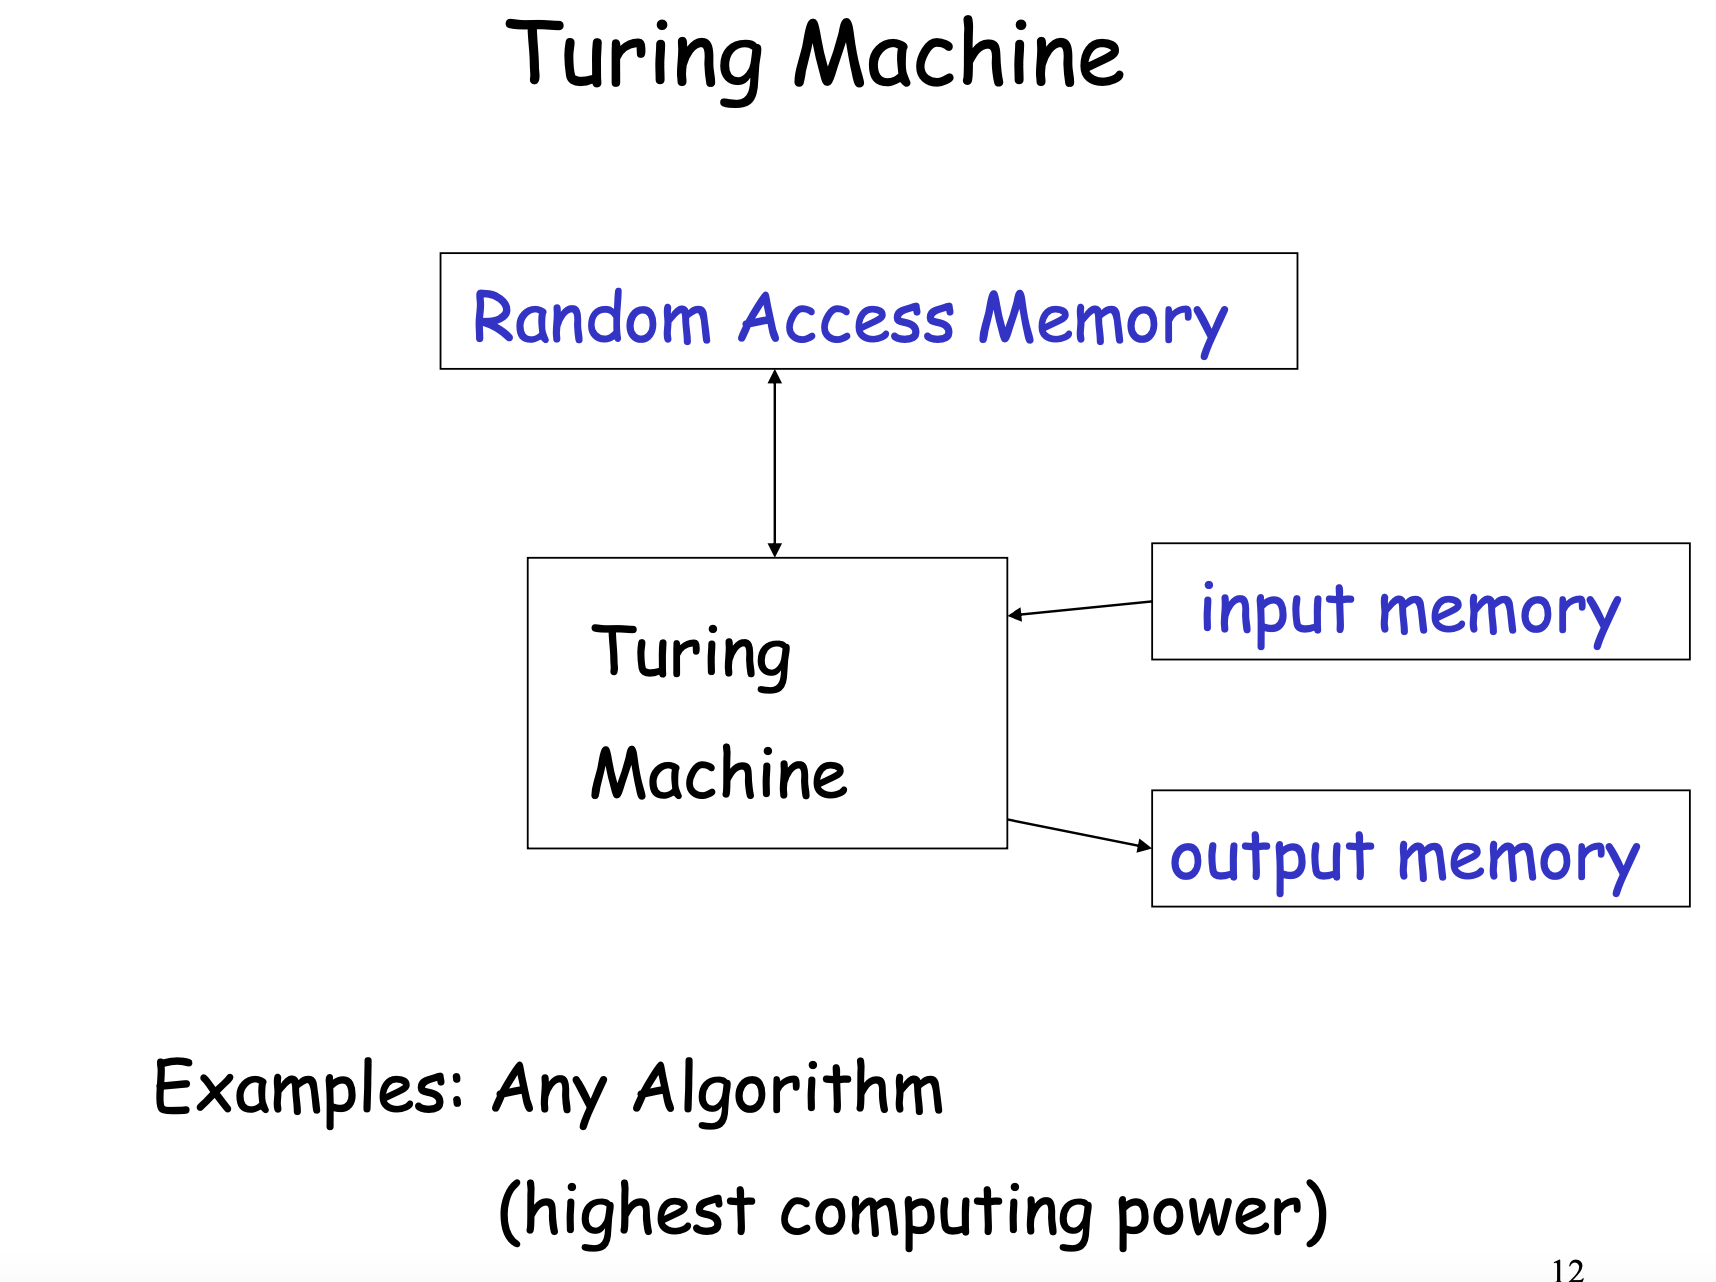 Turing Machine
Random Access Memory
Turing
Machine
input memory
output memory
Examples: Any Algorithm
(highest computing power)
12